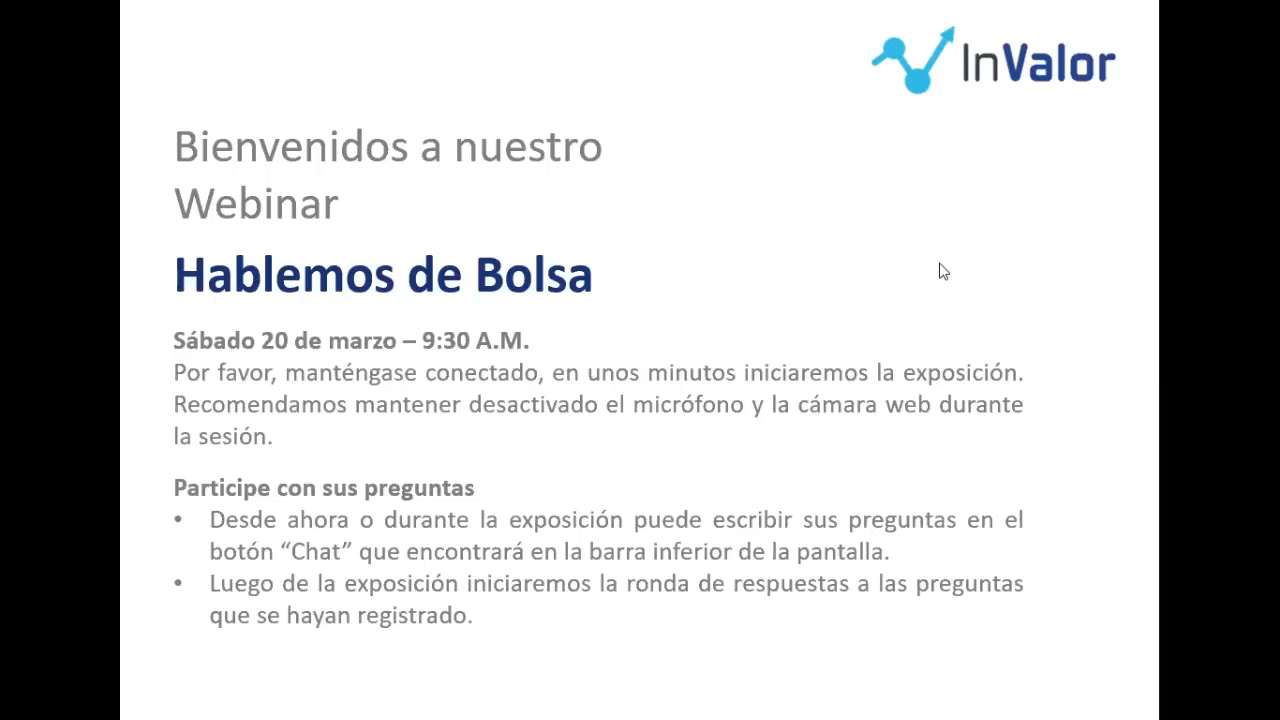 InValor
Bienvenidos a nuestro
Webinar
Hablemos de Bolsa
Sábado 20 de marzo – 9:30 A.M.
Por favor, manténgase conectado, en unos minutos iniciaremos la exposición.
Recomendamos mantener desactivado el micrófono y la cámara web durante
la sesión.
Participe con sus preguntas
• Desde ahora o durante la exposición puede escribir sus preguntas en el
botón “Chat” que encontrará en la barra inferior de la pantalla.
• Luego de la exposición iniciaremos la ronda de respuestas a las preguntas
que se hayan registrado.